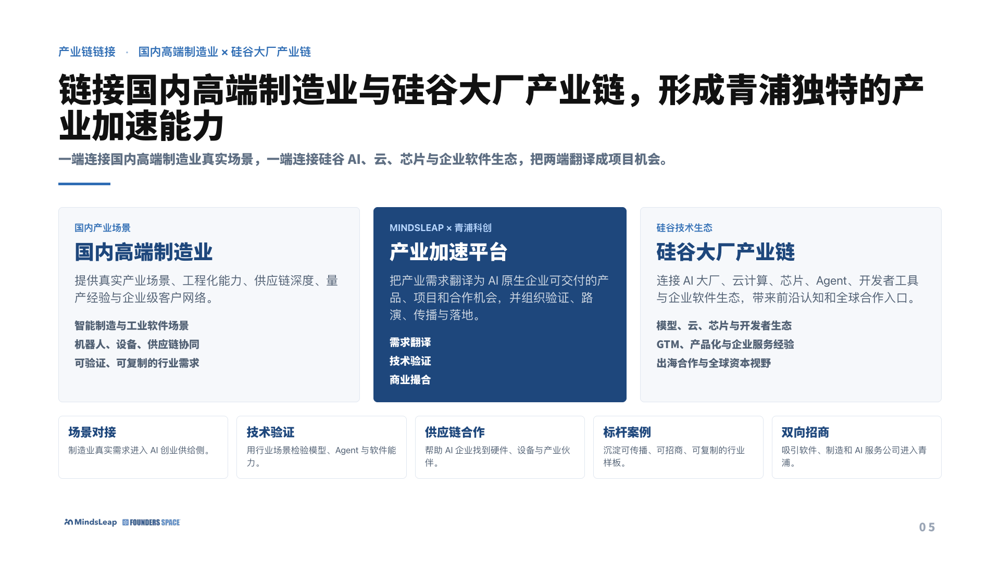 产业链链接 · 国内高端制造业 × 硅谷大厂产业链
链接国内高端制造业与硅谷大厂产业链，形成青浦独特的产
业加速能力
一端连接国内高端制造业真实场景，一端连接硅谷 AI、云、芯片与企业软件生态，把两端翻译成项目机会。
国内产业场景
国内高端制造业
提供真实产业场景、工程化能力、供应链深度、量
产经验与企业级客户网络。
智能制造与工业软件场景
机器人、设备、供应链协同
可验证、可复制的行业需求
MINDSLEAP × 青浦科创
产业加速平台
把产业需求翻译为 AI 原生企业可交付的产
品、项目和合作机会，并组织验证、路
演、传播与落地。
需求翻译
技术验证
商业撮合
硅谷技术生态
硅谷大厂产业链
连接 AI 大厂、云计算、芯片、Agent、开发者工具
与企业软件生态，带来前沿认知和全球合作入口。
模型、云、芯片与开发者生态
GTM、产品化与企业服务经验
出海合作与全球资本视野
场景对接
制造业真实需求进入 AI 创业供给侧。
技术验证
用行业场景检验模型、Agent 与软件能
力。
供应链合作
帮助 AI 企业找到硬件、设备与产业伙
伴。
标杆案例
沉淀可传播、可招商、可复制的行业
样板。
双向招商
吸引软件、制造和 AI 服务公司进入青
浦。
MindsLeap FOUNDERS SPACE
05